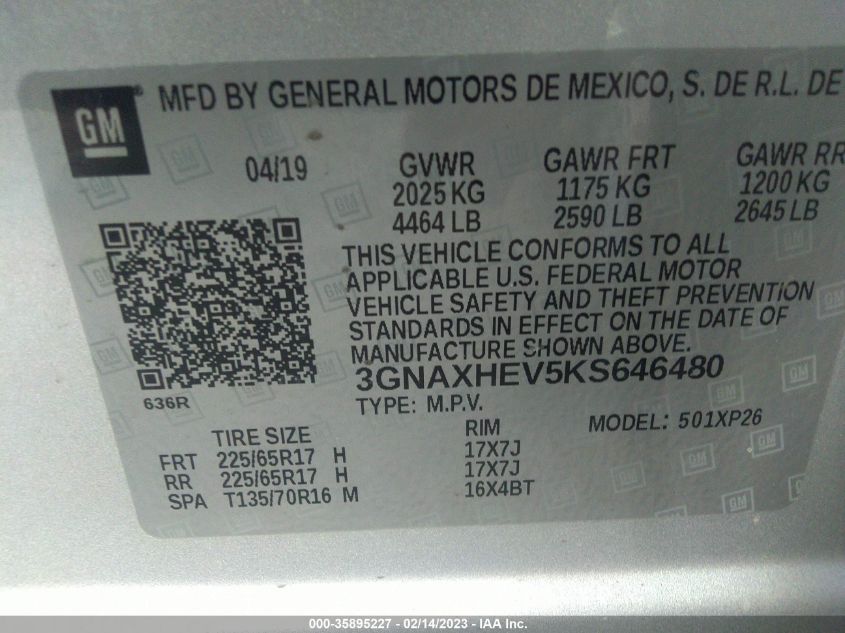 GM
MFD BY GENERAL MOTORS DE MEXICO, S. DE R.L. DE
04/19
GVWR
2025 KG
4464 LB
GAWR FRT
1175 KG
2590 LB
GAWR RR
1200 KG
2645 LB
THIS VEHICLE CONFORMS TO ALL
APPLICABLE U.S. FEDERAL MOTOR
VEHICLE SAFETY AND THEFT PREVENTION
STANDARDS IN EFFECT ON THE DATE OF
MANUFACTURE SHOWN ABOVE.
3GNAXHEV5KS646480
636R
TYPE: M.P.V.
MODEL: 501XP26
TIRE SIZE RIM
FRT 225/65R17 H 17X7J
RR 225/65R17 H 17X7J
SPA T135/70R16 M 16X4BT
000-35895227 - 02/14/2023 - IAA Inc.